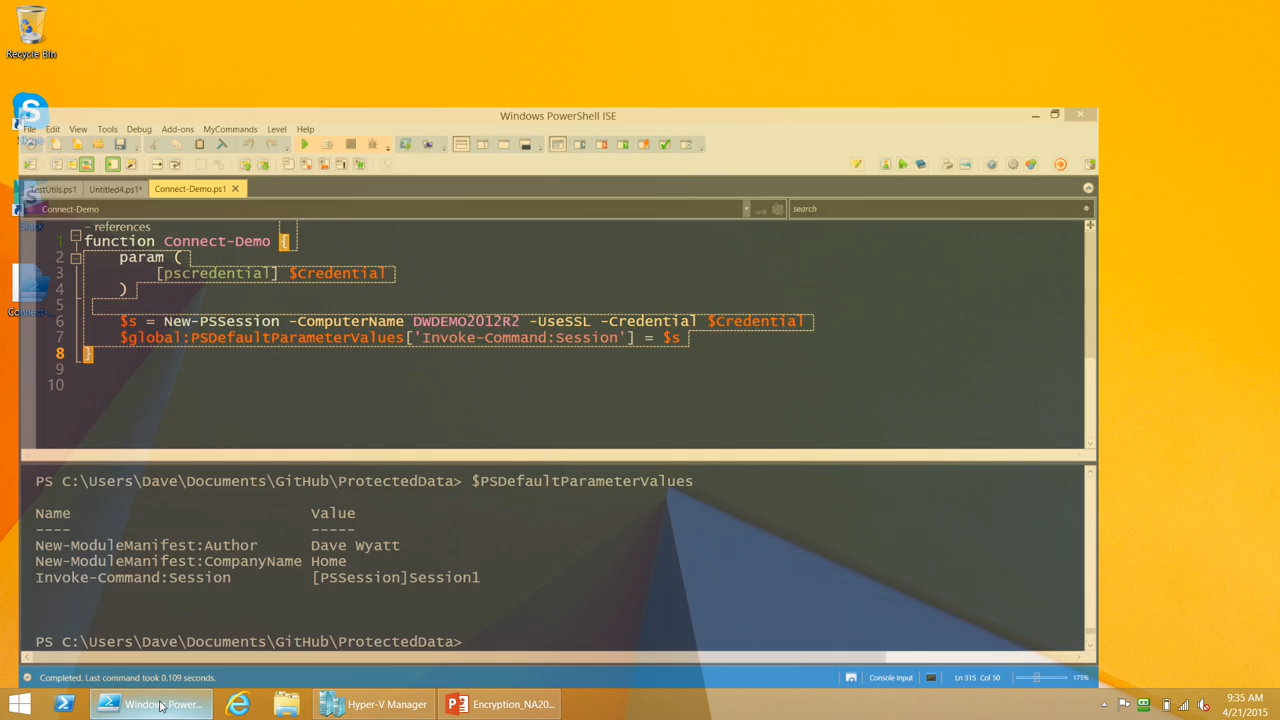 Recycle Bin
Windows PowerShell ISE
File Edit View Tools Debug Add-ons MyCommands Level Help
TestUtils.ps1 Untitled4.ps1* Connect-Demo.ps1
Connect-Demo search
– references
1 function Connect-Demo {
2 param (
3 [pscredential] $Credential
4 )
5
6 $s = New-PSSession -ComputerName DWDEMO2012R2 -UseSSL -Credential $Credential
7 $global:PSDefaultParameterValues['Invoke-Command:Session'] = $s
8 }
9
10
Slack
Connect-
PS C:\Users\Dave\Documents\GitHub\ProtectedData> $PSDefaultParameterValues
Name Value
---- -----
New-ModuleManifest:Author Dave Wyatt
New-ModuleManifest:CompanyName Home
Invoke-Command:Session [PSSession]Session1
PS C:\Users\Dave\Documents\GitHub\ProtectedData>
Completed. Last command took 0.109 seconds. Console Input Ln 315 Col 50 175%
Windows Power... Hyper-V Manager Encryption_NA20... 9:35 AM
4/21/2015